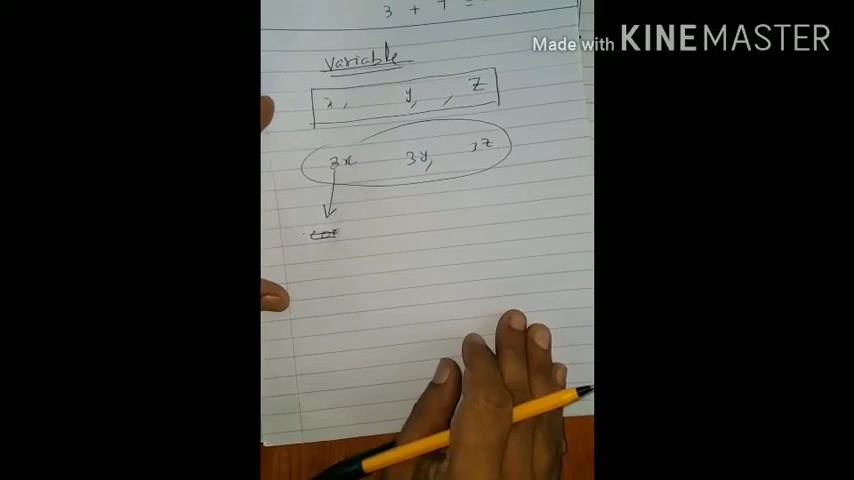 3 + 7 =
Made with KINEMASTER
variable
x, y, , z
3x 3y, 3z